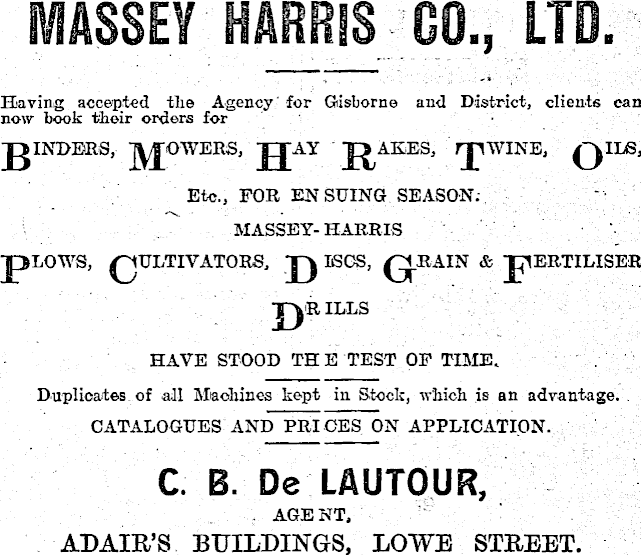 MASSEY HARRIS CO., LTD.
Having accepted the Agency for Gisborne and District, clients can
now book their orders for
BINDERS, MOWERS, HAY RAKES, TWINE, OILS,
Etc., FOR ENSUING SEASON.
MASSEY-HARRIS
PLOWS, CULTIVATORS, DISCS, GRAIN & FERTILISER
DRILLS
HAVE STOOD THE TEST OF TIME.
Duplicates of all Machines kept in Stock, which is an advantage.
CATALOGUES AND PRICES ON APPLICATION.
C. B. De LAUTOUR,
AGENT,
ADAIR'S BUILDINGS, LOWE STREET.